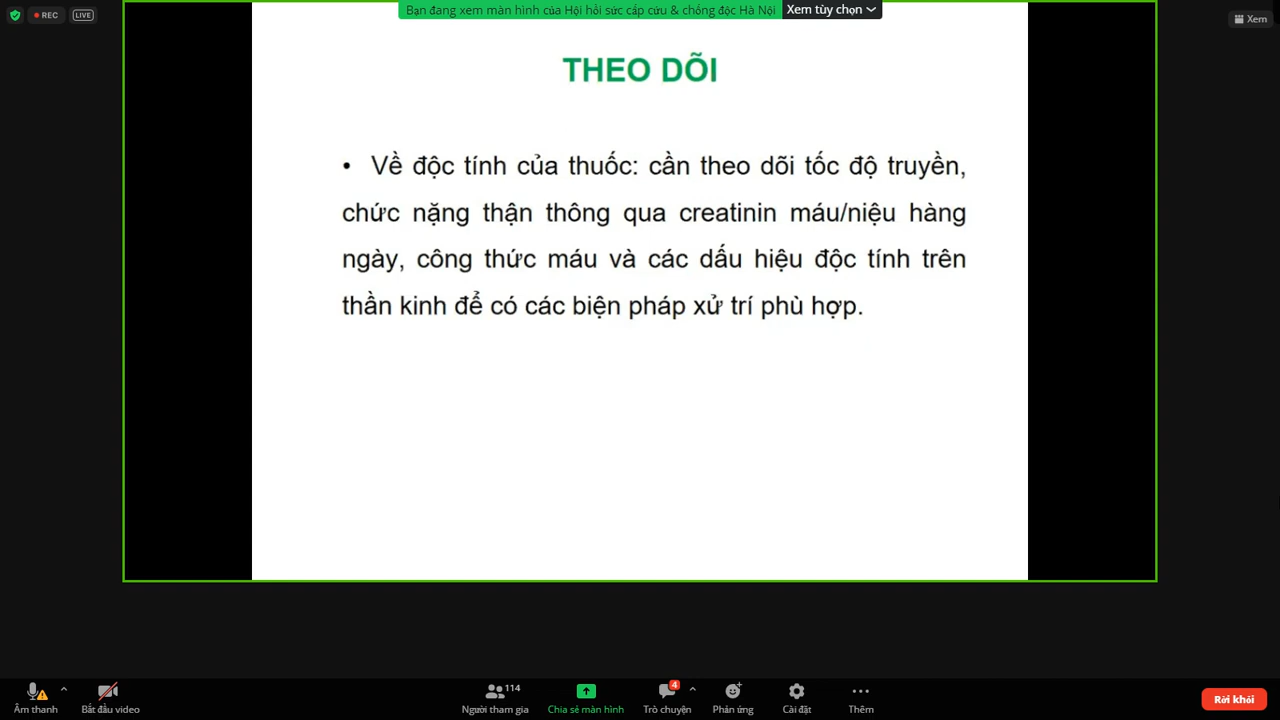 REC
LIVE
Bạn đang xem màn hình của Hội hồi sức cấp cứu & chống độc Hà Nội
Xem tùy chọn
Xem
THEO DÕI
• Về độc tính của thuốc: cần theo dõi tốc độ truyền,
chức nặng thận thông qua creatinin máu/niệu hàng
ngày, công thức máu và các dấu hiệu độc tính trên
thần kinh để có các biện pháp xử trí phù hợp.
Âm thanh
Bắt đầu video
114
Người tham gia
Chia sẻ màn hình
4
Trò chuyện
Phản ứng
Cài đặt
Thêm
Rời khỏi